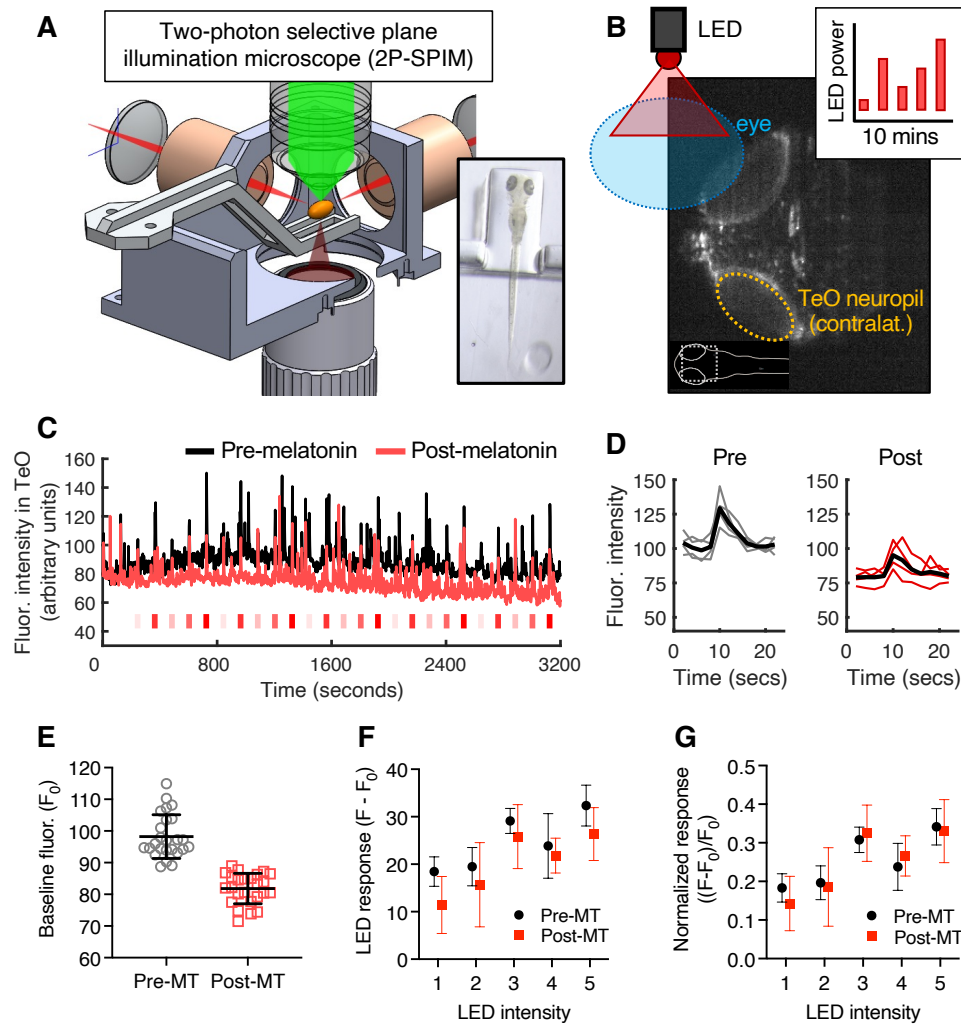 A
Two-photon selective plane
illumination microscope (2P-SPIM)
B
LED
eye
TeO neuropil
(contralat.)
LED power
10 mins
C
Pre-melatonin
Post-melatonin
Fluor. intensity in TeO
(arbitrary units)
160
140
120
100
80
60
40
0
800
1600
2400
3200
Time (seconds)
D
Pre
Post
Fluor. intensity
150
125
100
75
50
0
10
20
Time (secs)
150
125
100
75
50
0
10
20
Time (secs)
E
Baseline fluor. (F0)
120
110
100
90
80
70
60
Pre-MT
Post-MT
F
LED response (F - F0)
40
30
20
10
0
Pre-MT
Post-MT
1
2
3
4
5
LED intensity
G
Normalized response
((F-F0)/F0)
0.5
0.4
0.3
0.2
0.1
0.0
Pre-MT
Post-MT
1
2
3
4
5
LED intensity